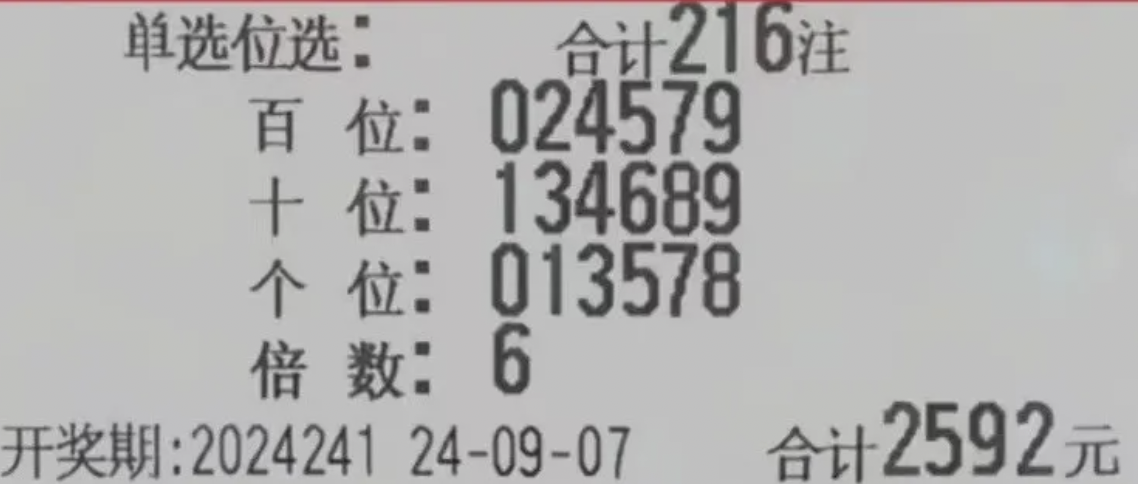 单选位选: 合计216注
百 位: 024579
十 位: 134689
个 位: 013578
倍 数: 6
开奖期:2024241 24-09-07 合计2592元